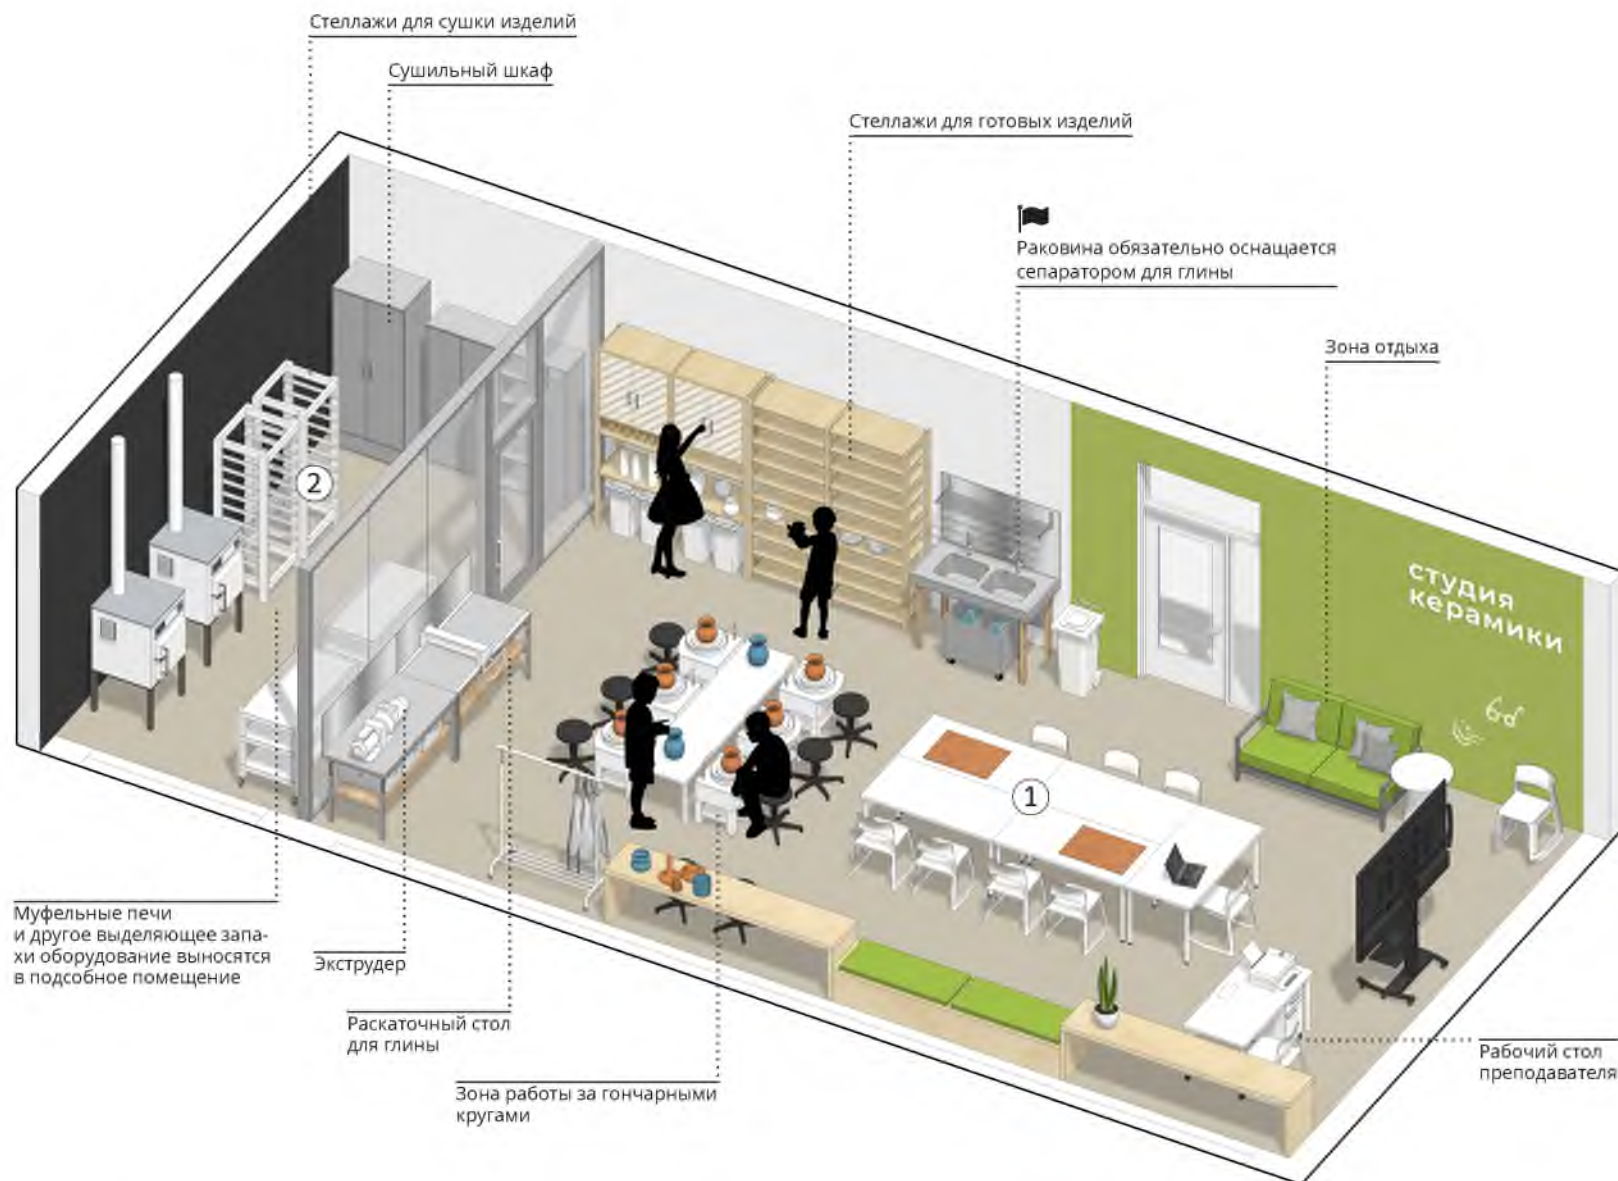 Стеллажи для сушки изделий
Сушильный шкаф
Стеллажи для готовых изделий
Раковина обязательно оснащается
сепаратором для глины
Зона отдыха
студия
керамики
2
1
Муфельные печи
и другое выделяющее запа-
хи оборудование выносятся
в подсобное помещение
Экструдер
Раскаточный стол
для глины
Зона работы за гончарными
кругами
Рабочий стол
преподавателя